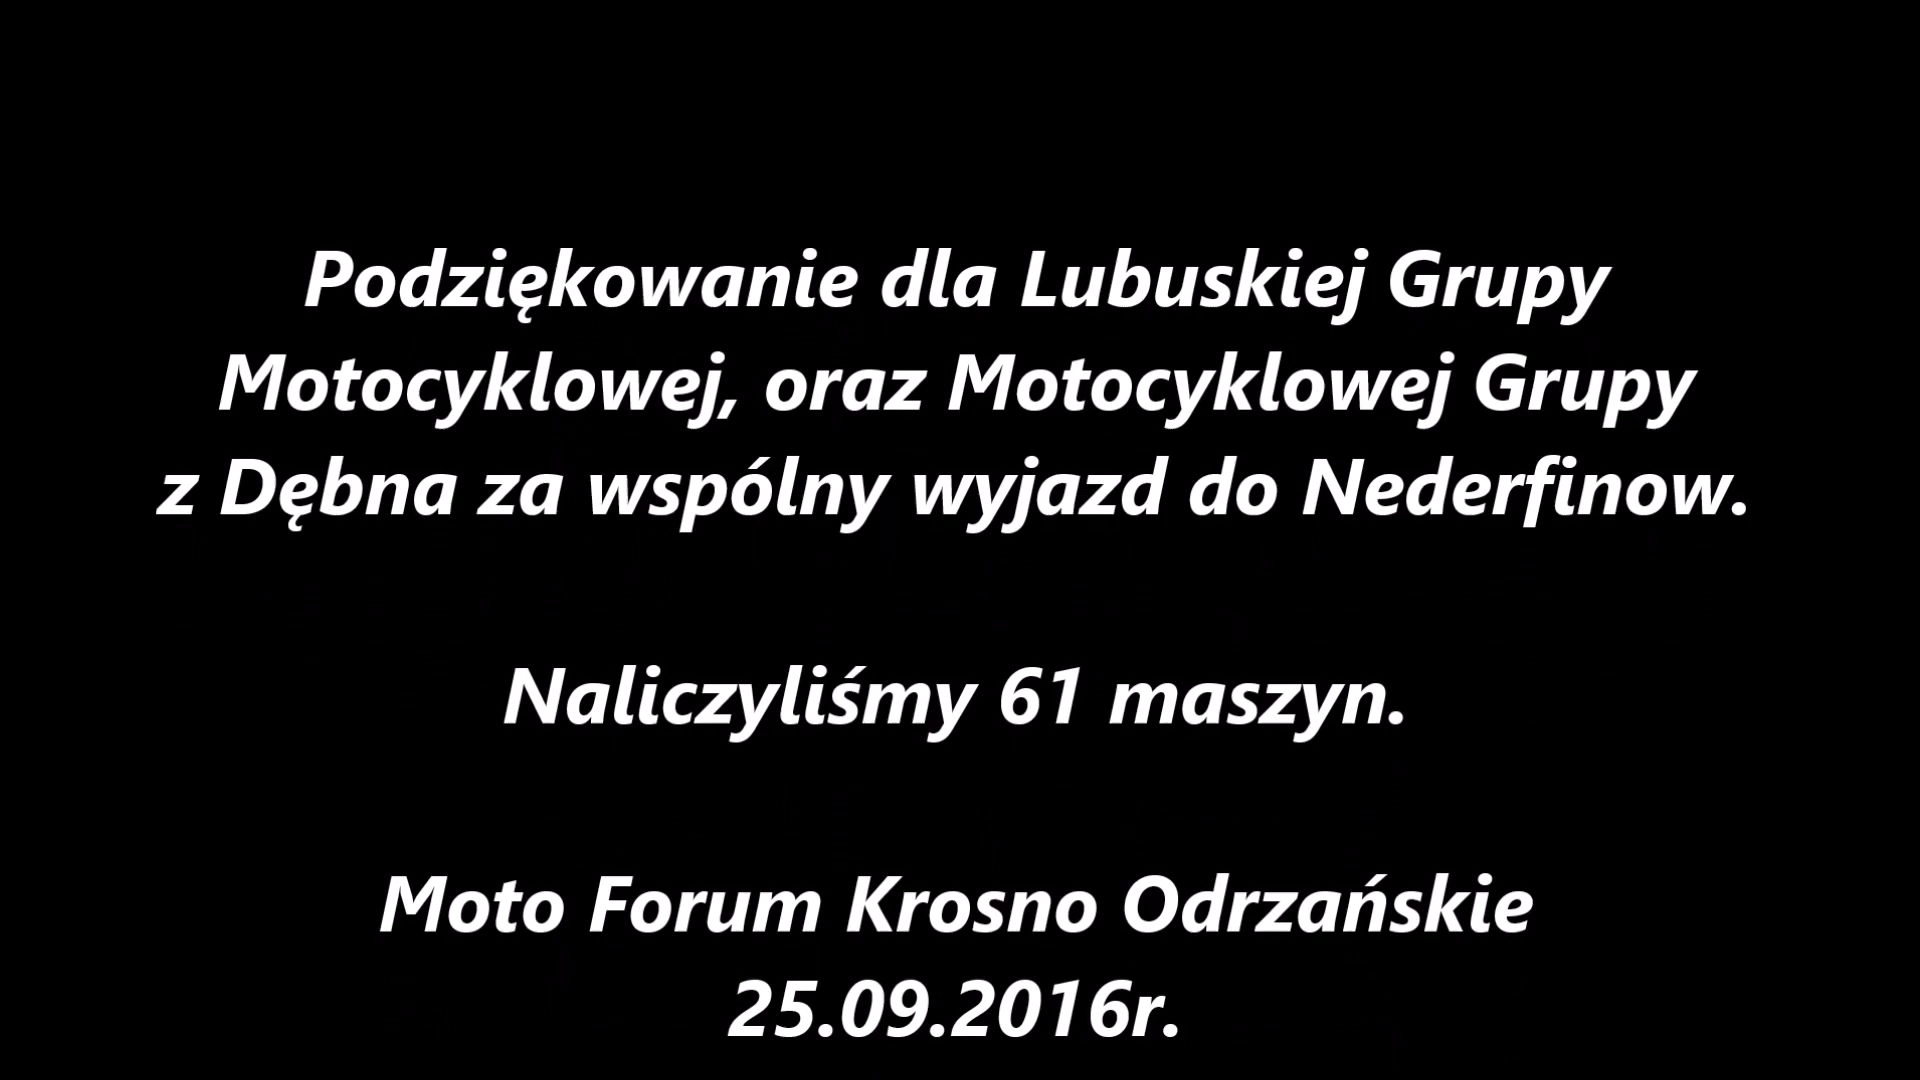 Podziękowanie dla Lubuskiej Grupy
Motocyklowej, oraz Motocyklowej Grupy
z Dębna za wspólny wyjazd do Nederfinow.
Naliczyliśmy 61 maszyn.
Moto Forum Krosno Odrzańskie
25.09.2016r.